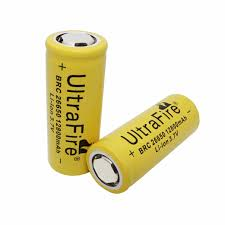 +
UltraFire®
BRC 26650 12800mAh
Li-ion 3.7V
+
UltraFire®
BRC 26650 12800mAh
Li-ion 3.7V